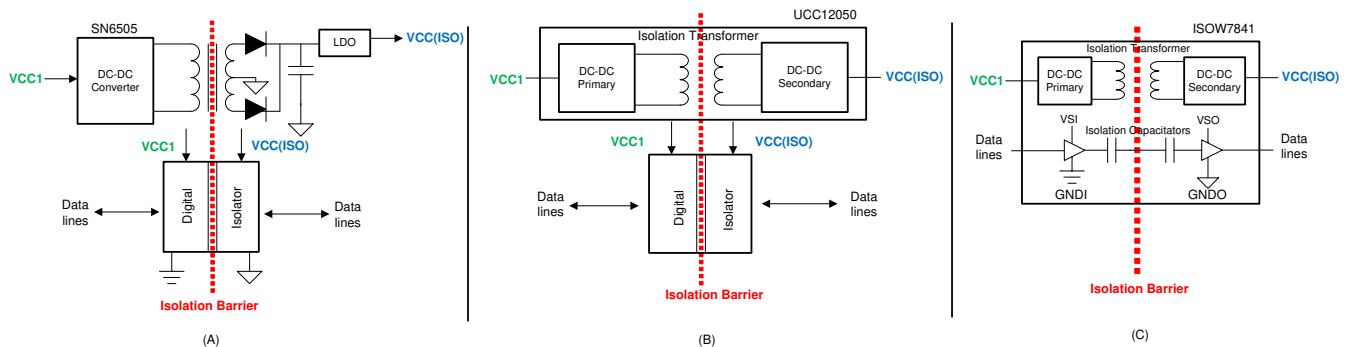 SN6505
DC-DC
Converter
VCC1
LDO
VCC(ISO)
VCC1
VCC(ISO)
Data
lines
Digital
Isolator
Data
lines
Isolation Barrier
(A)
UCC12050
Isolation Transformer
VCC1
DC-DC
Primary
DC-DC
Secondary
VCC(ISO)
VCC1
VCC(ISO)
Data
lines
Digital
Isolator
Data
lines
Isolation Barrier
(B)
ISOW7841
Isolation Transformer
VCC1
DC-DC
Primary
DC-DC
Secondary
VCC(ISO)
VSI
Isolation Capacitators
VSO
Data
lines
Data
lines
GNDI
GNDO
Isolation Barrier
(C)